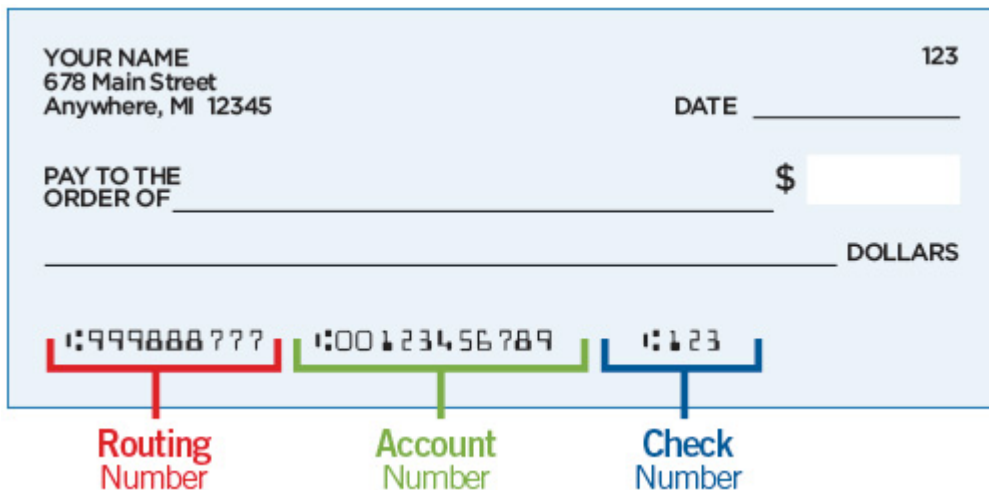 YOUR NAME 123
678 Main Street
Anywhere, MI 12345
DATE
PAY TO THE
ORDER OF
$
DOLLARS
⑆999888777 ⑆00123456789 ⑆123
Routing Account Check
Number Number Number